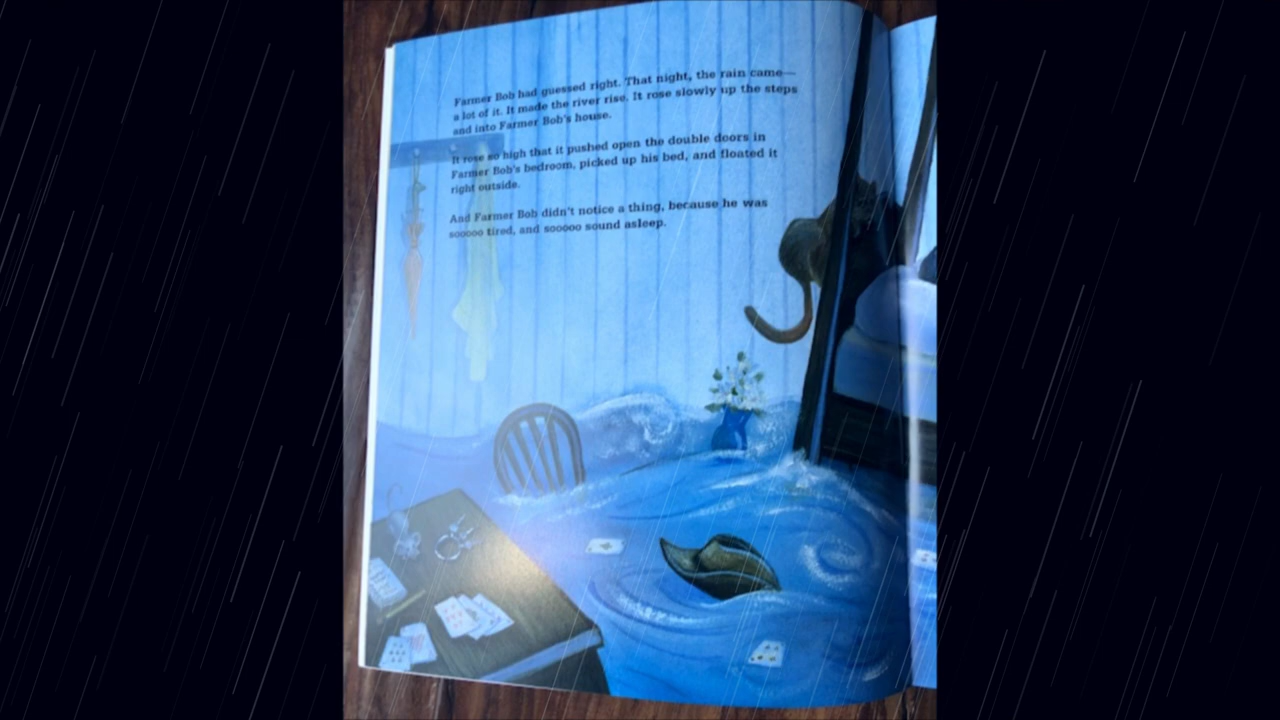 Farmer Bob had guessed right. That night, the rain came—
a lot of it. It made the river rise. It rose slowly up the steps
and into Farmer Bob's house.
It rose so high that it pushed open the double doors in
Farmer Bob's bedroom, picked up his bed, and floated it
right outside.
And Farmer Bob didn't notice a thing, because he was
sooooo tired, and sooooo sound asleep.